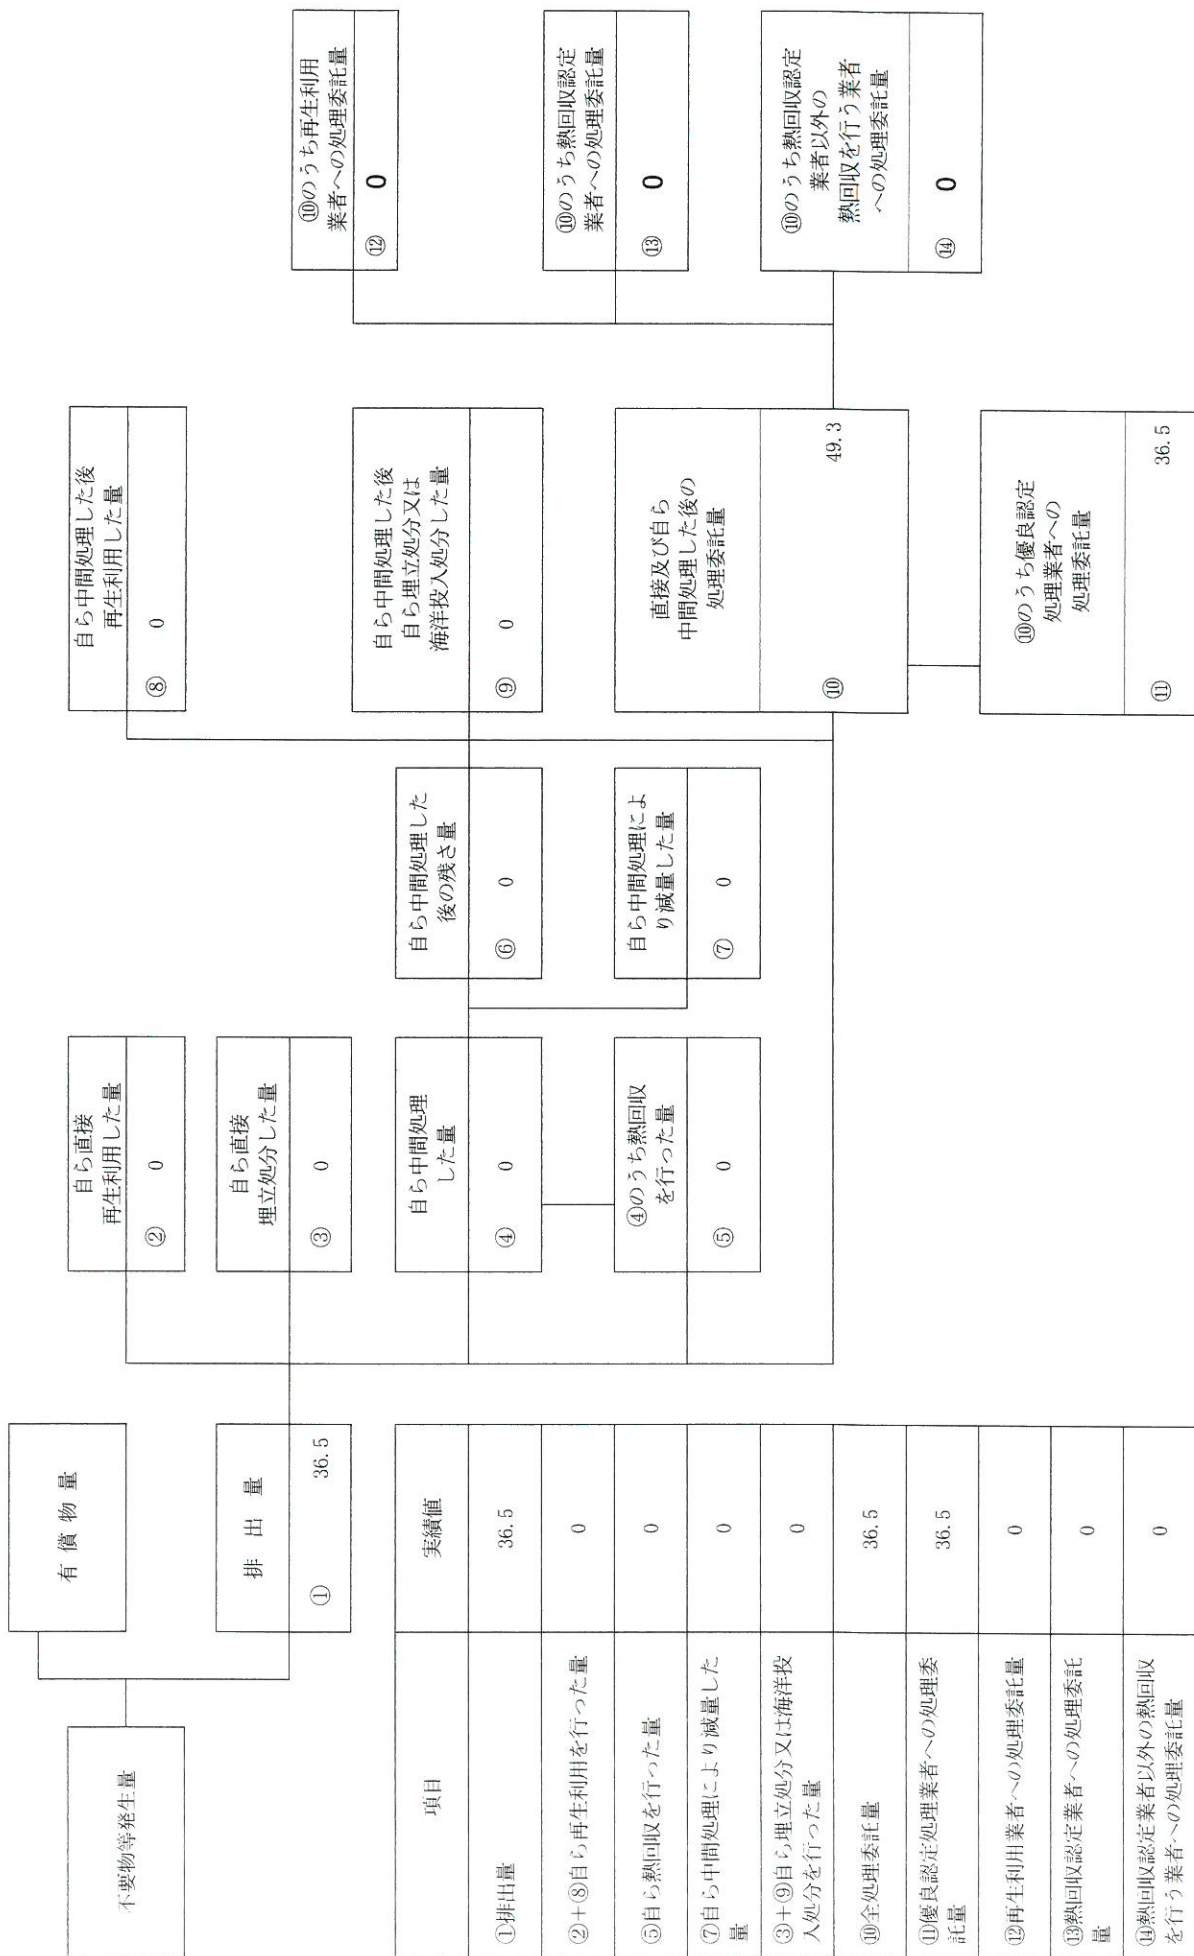 不要物等発生量
有償物量
排出量
① 36.5
自ら直接
再生利用した量
② 0
自ら直接
埋立処分した量
③ 0
自ら中間処理
した量
④ 0
④のうち熱回収
を行った量
⑤ 0
自ら中間処理した
後の残さ量
⑥ 0
自ら中間処理によ
り減量した量
⑦ 0
自ら中間処理した後
再生利用した量
⑧ 0
自ら中間処理した後
自ら埋立処分又は
海洋投入処分した量
⑨ 0
直接及び自ら
中間処理した後の
処理委託量
⑩ 49.3
⑩のうち優良認定
処理業者への
処理委託量
⑪ 36.5
⑩のうち再生利用
業者への処理委託量
⑫ 0
⑩のうち熱回収認定
業者への処理委託量
⑬ 0
⑩のうち熱回収認定
業者以外の
熱回収を行う業者
への処理委託量
⑭ 0
項目 実績値
①排出量 36.5
②+⑧自ら再生利用を行った量 0
⑤自ら熱回収を行った量 0
⑦自ら中間処理により減量した
量 0
③+⑨自ら埋立処分又は海洋投
入処分を行った量 0
⑩全処理委託量 36.5
⑪優良認定処理業者への処理委
託量 36.5
⑫再生利用業者への処理委託量 0
⑬熱回収認定業者への処理委託
量 0
⑭熱回収認定業者以外の熱回収
を行う業者への処理委託量 0